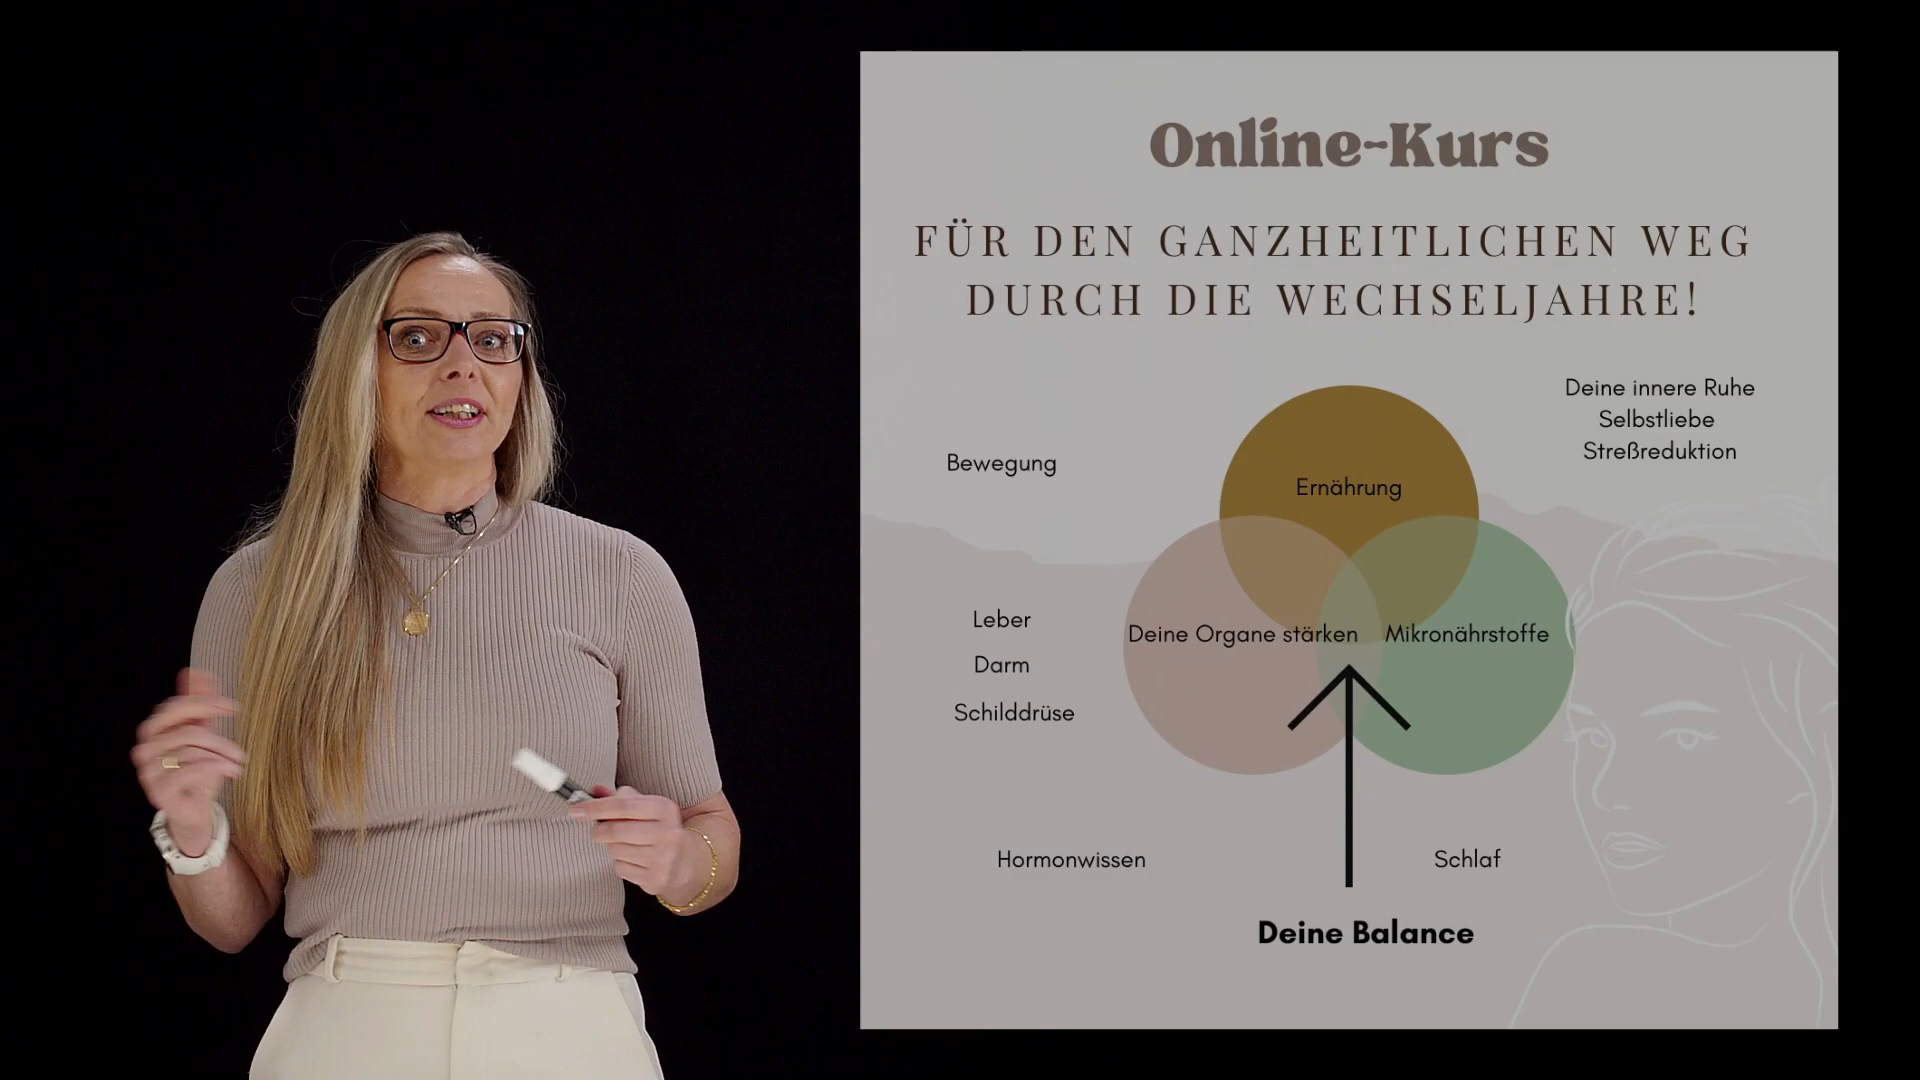 Online-Kurs
FÜR DEN GANZHEITLICHEN WEG
DURCH DIE WECHSELJAHRE!
Deine innere Ruhe
Selbstliebe
Streßreduktion
Bewegung
Ernährung
Leber
Darm
Schilddrüse
Deine Organe stärken
Mikronährstoffe
Hormonwissen
Schlaf
Deine Balance